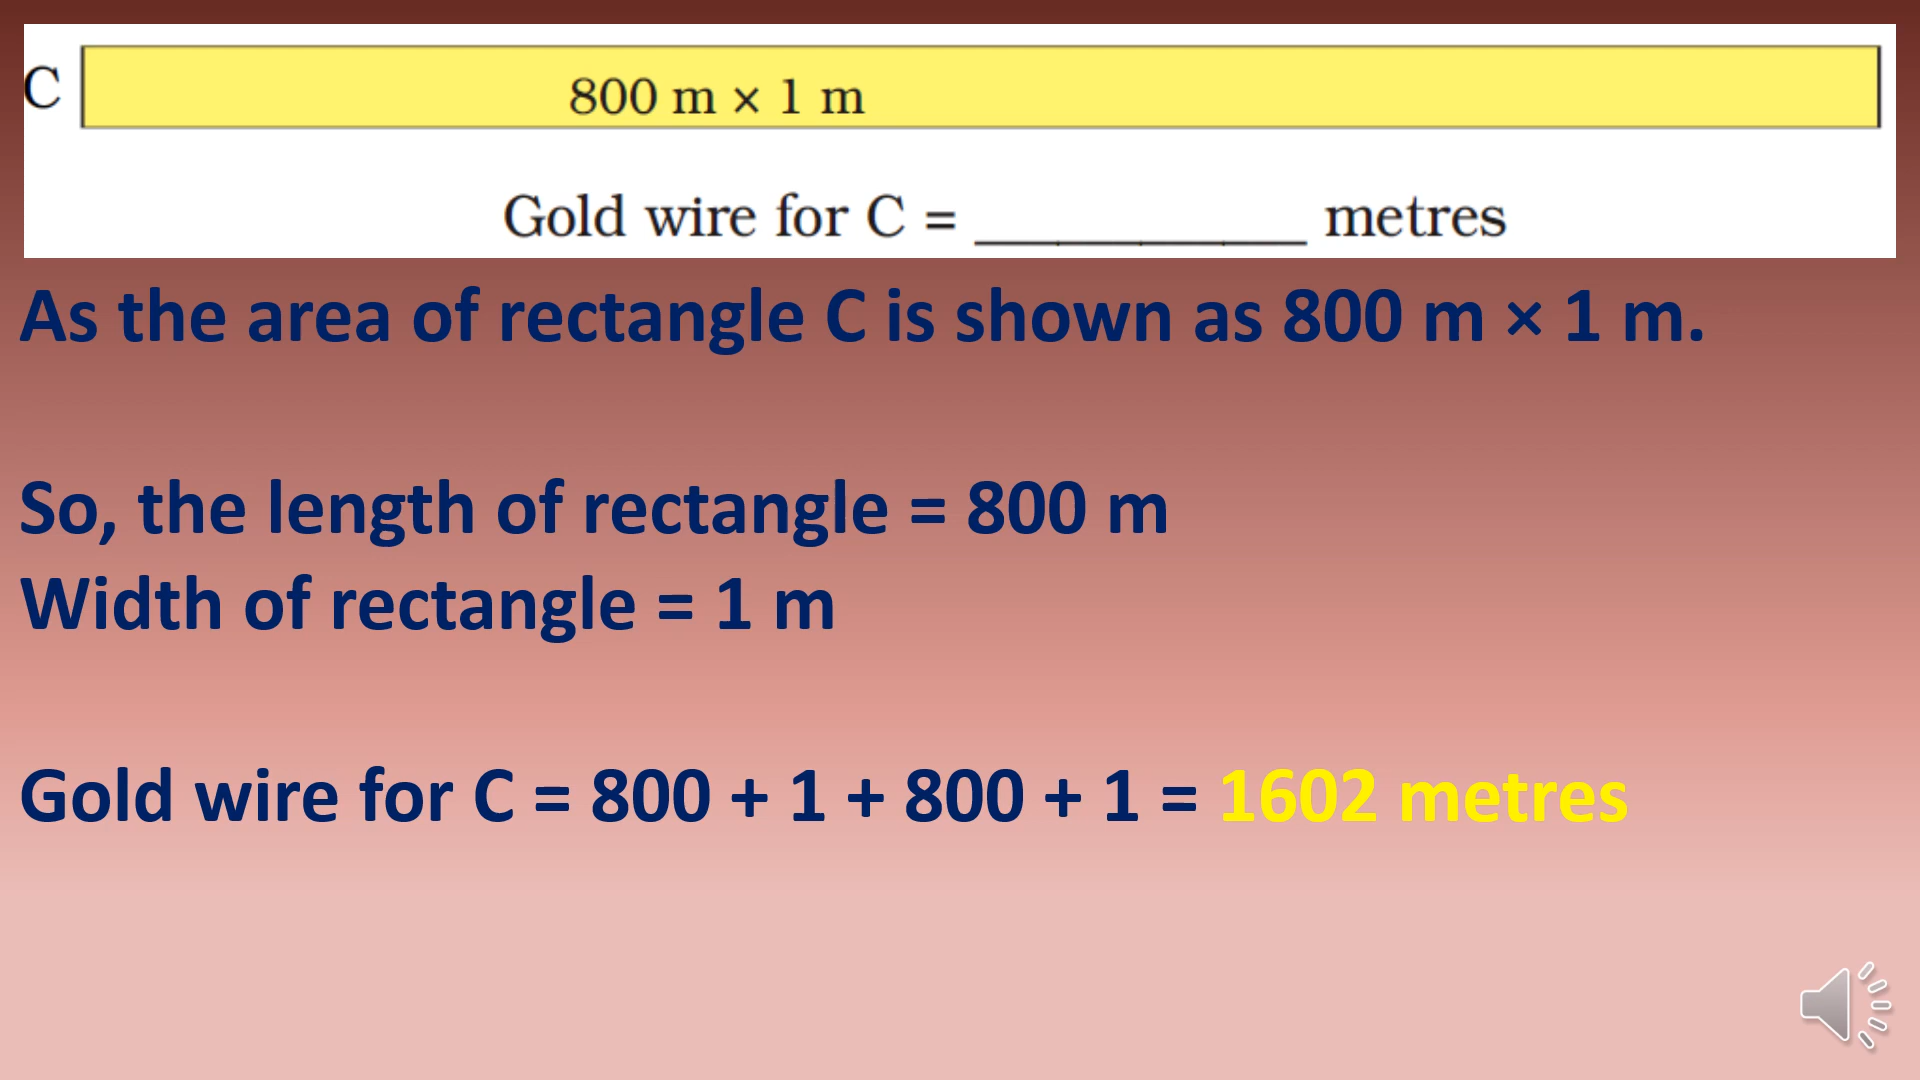 C
800 m × 1 m
Gold wire for C = ____________ metres
As the area of rectangle C is shown as 800 m × 1 m.
So, the length of rectangle = 800 m
Width of rectangle = 1 m
Gold wire for C = 800 + 1 + 800 + 1 = 1602 metres